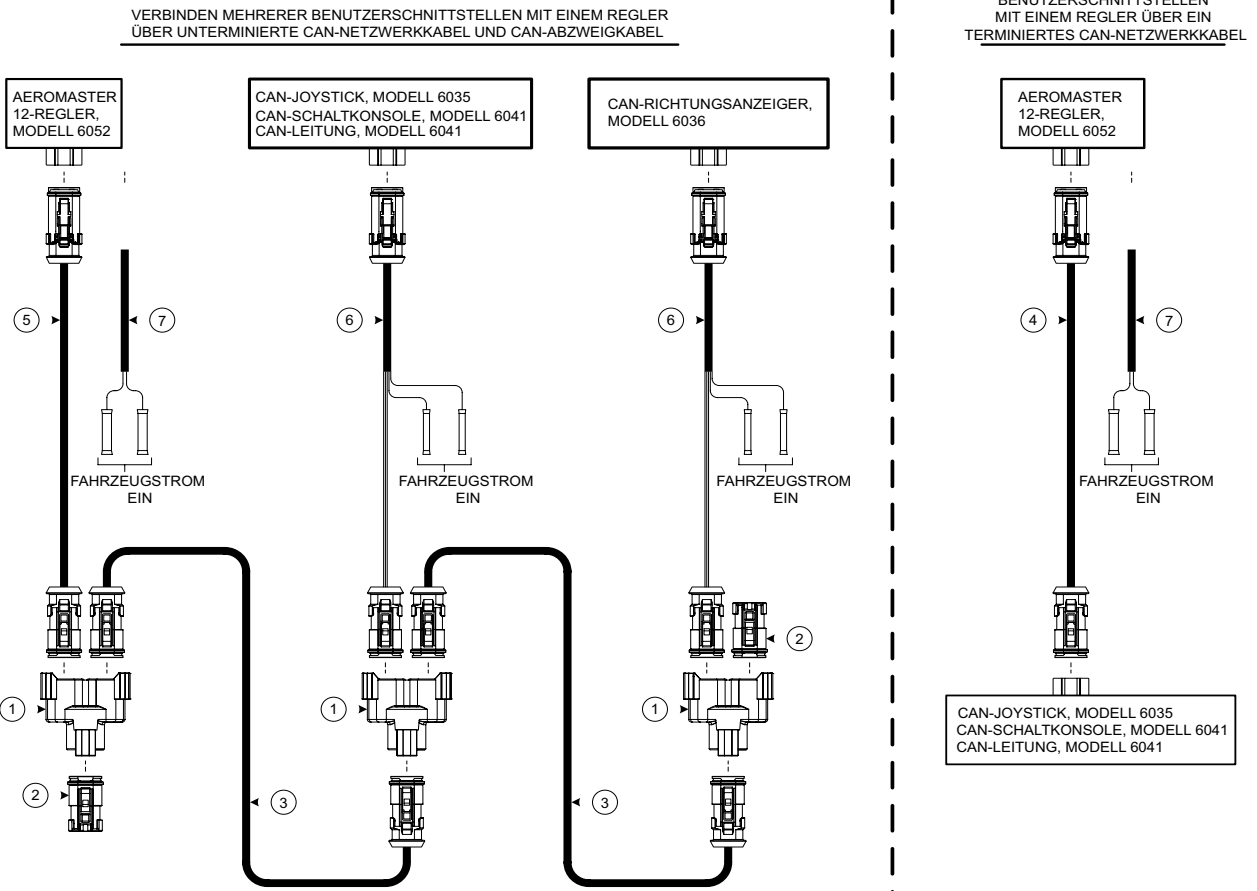 VERBINDEN MEHRERER BENUTZERSCHNITTSTELLEN MIT EINEM REGLER
ÜBER UNTERMINIERTE CAN-NETZWERKKABEL UND CAN-ABZWEIGKABEL
BENUTZERSCHNITTSTELLEN
MIT EINEM REGLER ÜBER EIN
TERMINIERTES CAN-NETZWERKKABEL
AEROMASTER
12-REGLER,
MODELL 6052
CAN-JOYSTICK, MODELL 6035
CAN-SCHALTKONSOLE, MODELL 6041
CAN-LEITUNG, MODELL 6041
CAN-RICHTUNGSANZEIGER,
MODELL 6036
AEROMASTER
12-REGLER,
MODELL 6052
5
7
6
6
4
7
FAHRZEUGSTROM
EIN
FAHRZEUGSTROM
EIN
FAHRZEUGSTROM
EIN
FAHRZEUGSTROM
EIN
2
1
1
1
CAN-JOYSTICK, MODELL 6035
CAN-SCHALTKONSOLE, MODELL 6041
CAN-LEITUNG, MODELL 6041
2
3
3